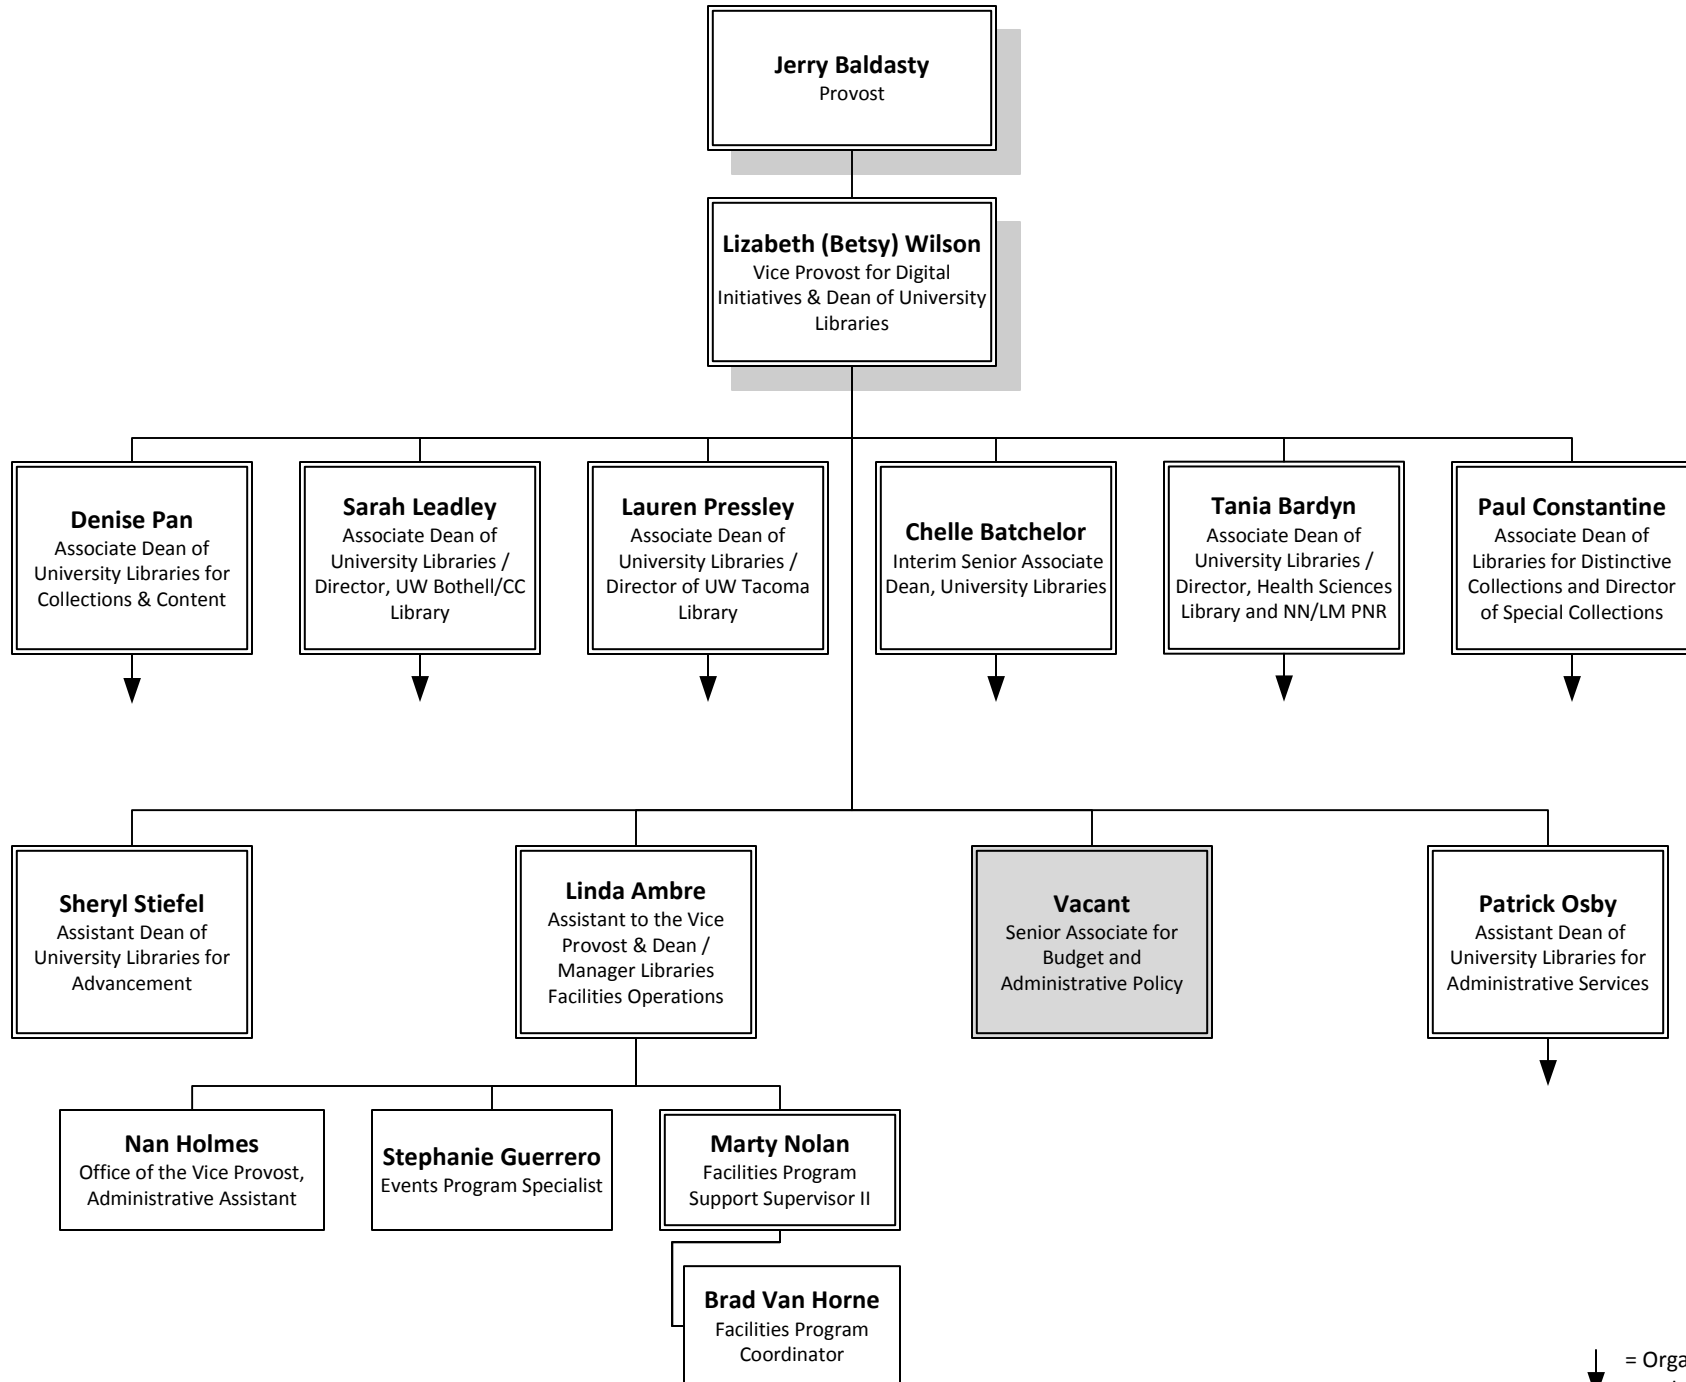 Jerry Baldasty
Provost
Lizabeth (Betsy) Wilson
Vice Provost for Digital
Initiatives & Dean of University
Libraries
Denise Pan
Associate Dean of
University Libraries for
Collections & Content
Sarah Leadley
Associate Dean of
University Libraries /
Director, UW Bothell/CC
Library
Lauren Pressley
Associate Dean of
University Libraries /
Director of UW Tacoma
Library
Chelle Batchelor
Interim Senior Associate
Dean, University Libraries
Tania Bardyn
Associate Dean of
University Libraries /
Director, Health Sciences
Library and NN/LM PNR
Paul Constantine
Associate Dean of
Libraries for Distinctive
Collections and Director
of Special Collections
Sheryl Stiefel
Assistant Dean of
University Libraries for
Advancement
Linda Ambre
Assistant to the Vice
Provost & Dean /
Manager Libraries
Facilities Operations
Vacant
Senior Associate for
Budget and
Administrative Policy
Patrick Osby
Assistant Dean of
University Libraries for
Administrative Services
Nan Holmes
Office of the Vice Provost,
Administrative Assistant
Stephanie Guerrero
Events Program Specialist
Marty Nolan
Facilities Program
Support Supervisor II
Brad Van Horne
Facilities Program
Coordinator
= Orga